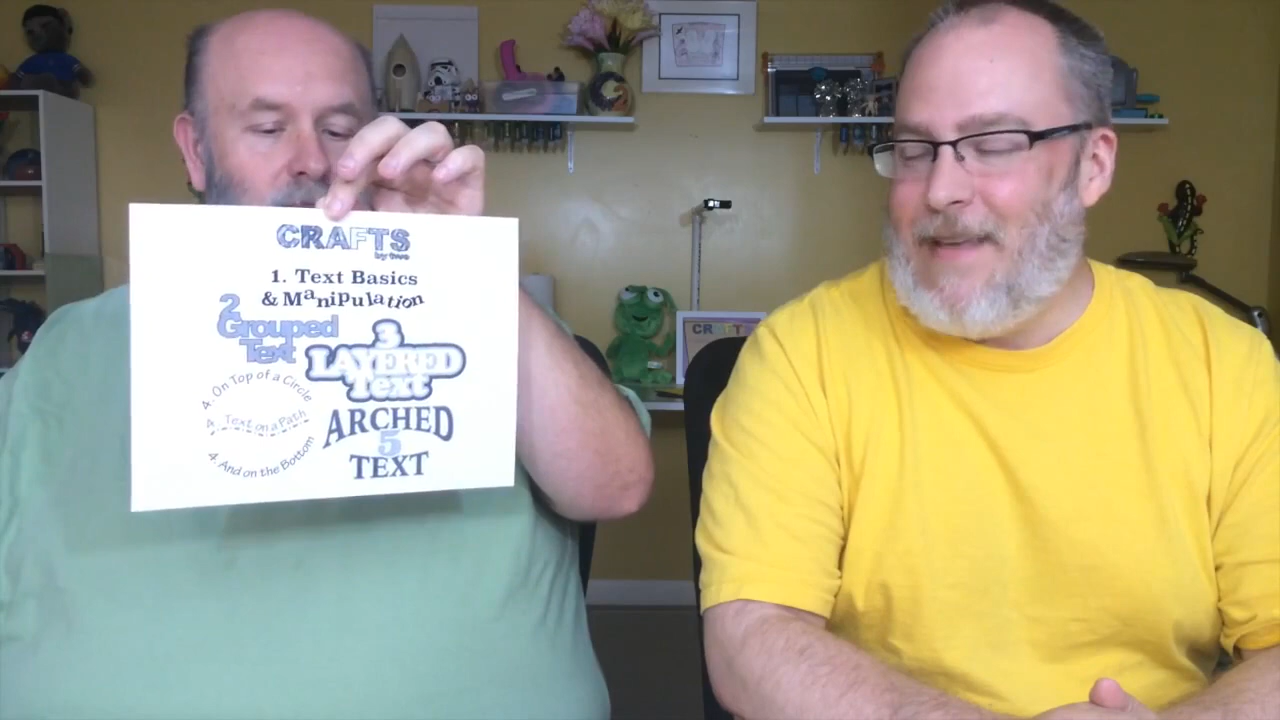 CRAFTS
by two
1. Text Basics
& Manipulation
2
Grouped
Text
3
LAYERED
Text
4. On Top of a Circle
4. Text on a Path
4. And on the Bottom
ARCHED
5
TEXT
CRAFT